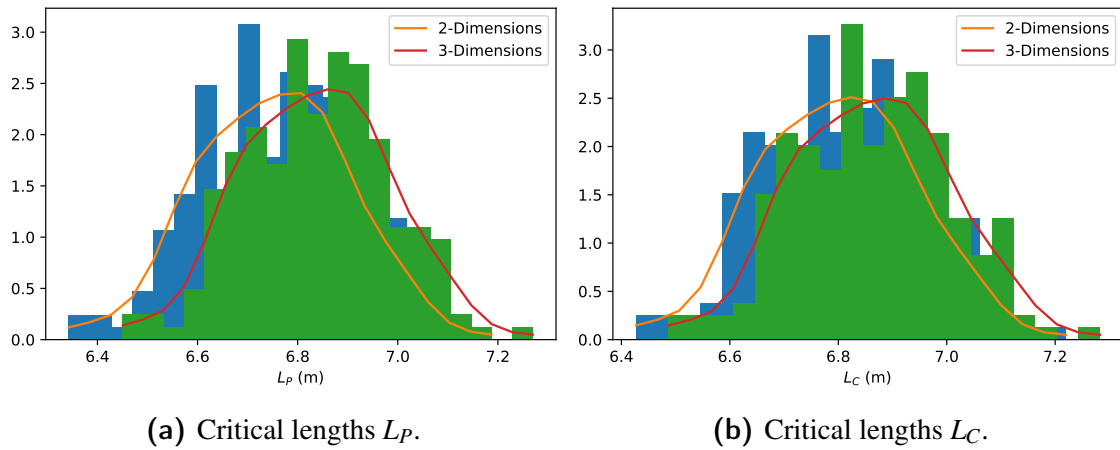 2-Dimensions
3-Dimensions
3.0
2.5
2.0
1.5
1.0
0.5
0.0
6.4 6.6 6.8 7.0 7.2
L_P (m)
(a) Critical lengths L_P.
2-Dimensions
3-Dimensions
3.0
2.5
2.0
1.5
1.0
0.5
0.0
6.4 6.6 6.8 7.0 7.2
L_C (m)
(b) Critical lengths L_C.